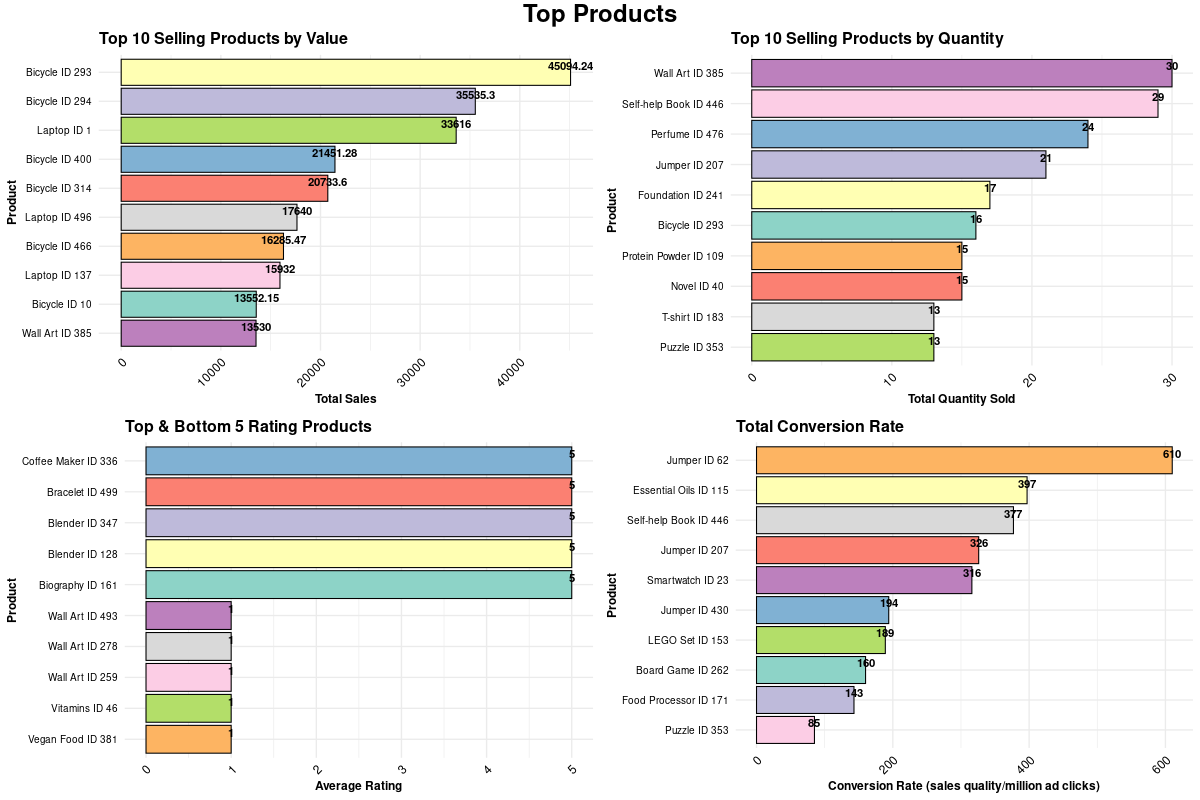 Top Products
Top 10 Selling Products by Value
Product
Bicycle ID 293
45094.24
Bicycle ID 294
35535.3
Laptop ID 1
33616
Bicycle ID 400
21451.28
Bicycle ID 314
20733.6
Laptop ID 496
17640
Bicycle ID 466
16285.47
Laptop ID 137
15932
Bicycle ID 10
13552.15
Wall Art ID 385
13530
0 10000 20000 30000 40000
Total Sales
Top 10 Selling Products by Quantity
Product
Wall Art ID 385
30
Self-help Book ID 446
29
Perfume ID 476
24
Jumper ID 207
21
Foundation ID 241
17
Bicycle ID 293
16
Protein Powder ID 109
15
Novel ID 40
15
T-shirt ID 183
13
Puzzle ID 353
13
0 10 20 30
Total Quantity Sold
Top & Bottom 5 Rating Products
Product
Coffee Maker ID 336
5
Bracelet ID 499
5
Blender ID 347
5
Blender ID 128
5
Biography ID 161
5
Wall Art ID 493
1
Wall Art ID 278
1
Wall Art ID 259
1
Vitamins ID 46
1
Vegan Food ID 381
1
0 1 2 3 4 5
Average Rating
Total Conversion Rate
Product
Jumper ID 62
610
Essential Oils ID 115
397
Self-help Book ID 446
377
Jumper ID 207
326
Smartwatch ID 23
316
Jumper ID 430
194
LEGO Set ID 153
189
Board Game ID 262
160
Food Processor ID 171
143
Puzzle ID 353
85
0 200 400 600
Conversion Rate (sales quality/million ad clicks)